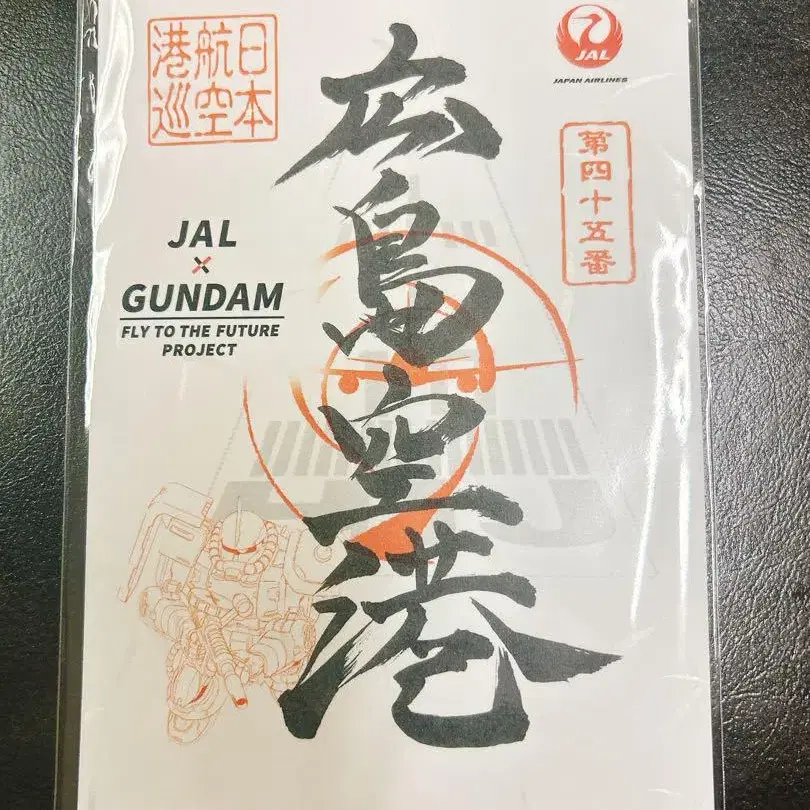 日本
航空
港巡
JAL
JAPAN AIRLINES
広島空港
第四十五番
JAL
×
GUNDAM
FLY TO THE FUTURE
PROJECT
HIJ